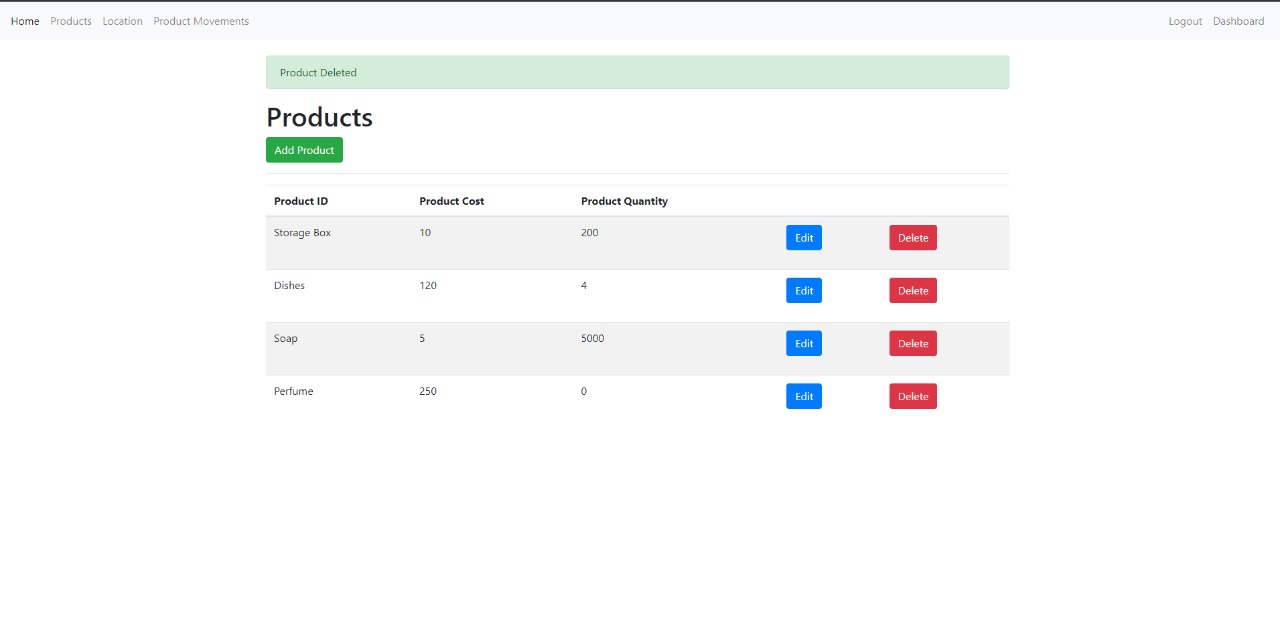 Home Products Location Product Movements Logout Dashboard
Product Deleted
Products
Add Product
Product ID Product Cost Product Quantity
Storage Box 10 200 Edit Delete
Dishes 120 4 Edit Delete
Soap 5 5000 Edit Delete
Perfume 250 0 Edit Delete